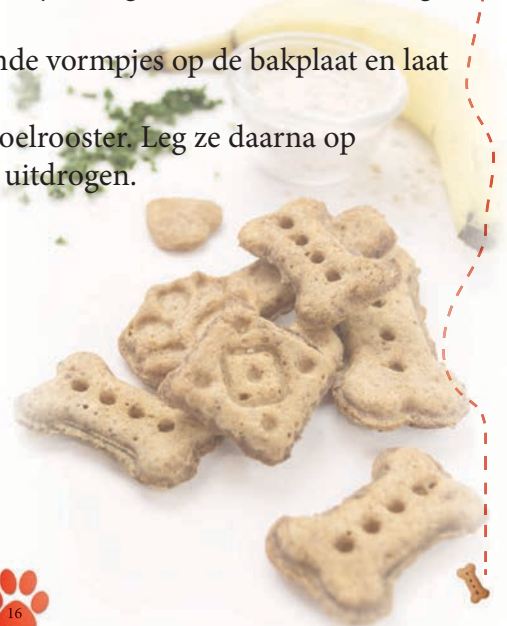 nde vormpjes op de bakplaat en laat
oelrooster. Leg ze daarna op
uitdrogen.
16